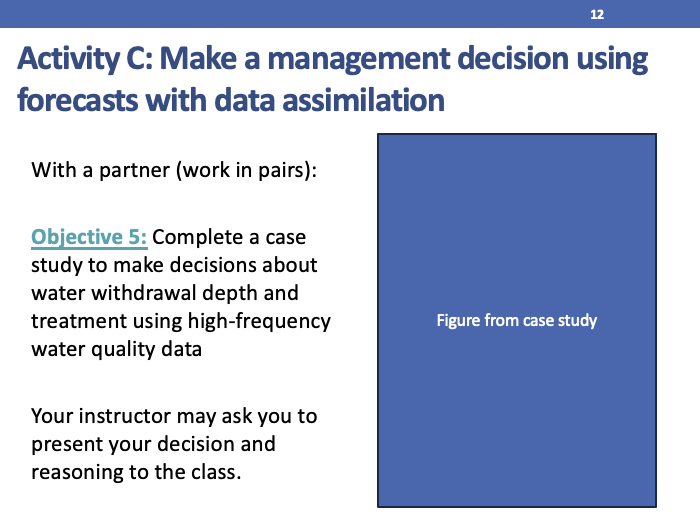 12
Activity C: Make a management decision using
forecasts with data assimilation
With a partner (work in pairs):
Objective 5: Complete a case
study to make decisions about
water withdrawal depth and
treatment using high-frequency
water quality data
Figure from case study
Your instructor may ask you to
present your decision and
reasoning to the class.